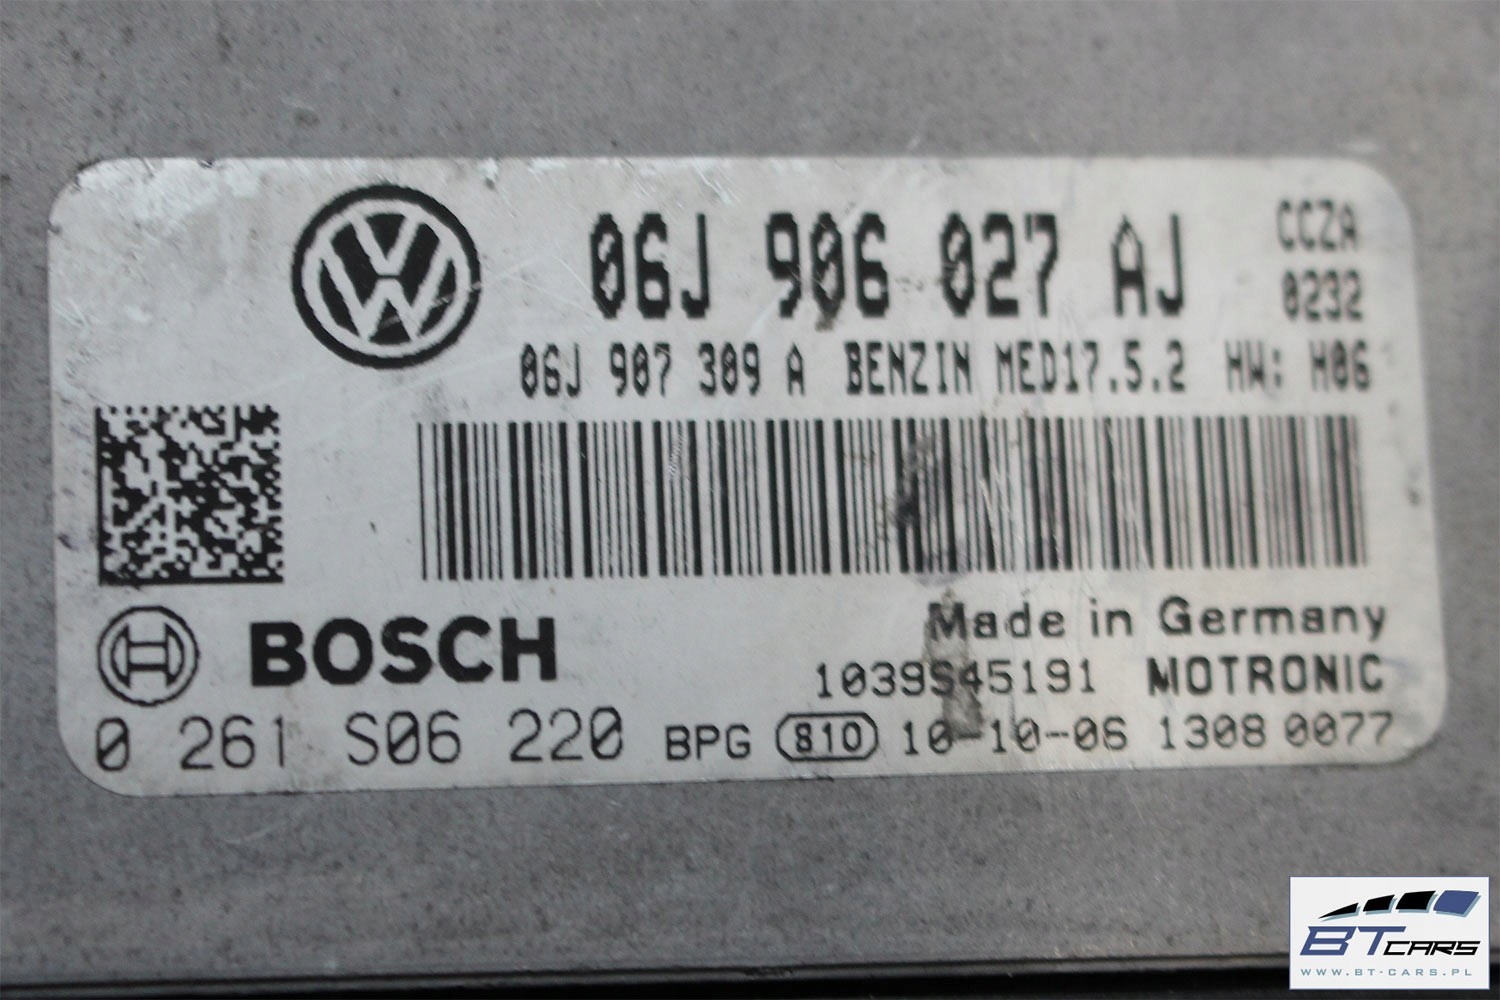 06J 906 027 AJ
CCZA
0232
06J 907 309 A BENZIN MED17.5.2 HW: H06
BOSCH
Made in Germany
1039S45191 MOTRONIC
0 261 S06 220 BPG 810 10-10-06 1308 0077
BT CARS
WWW.BT-CARS.PL